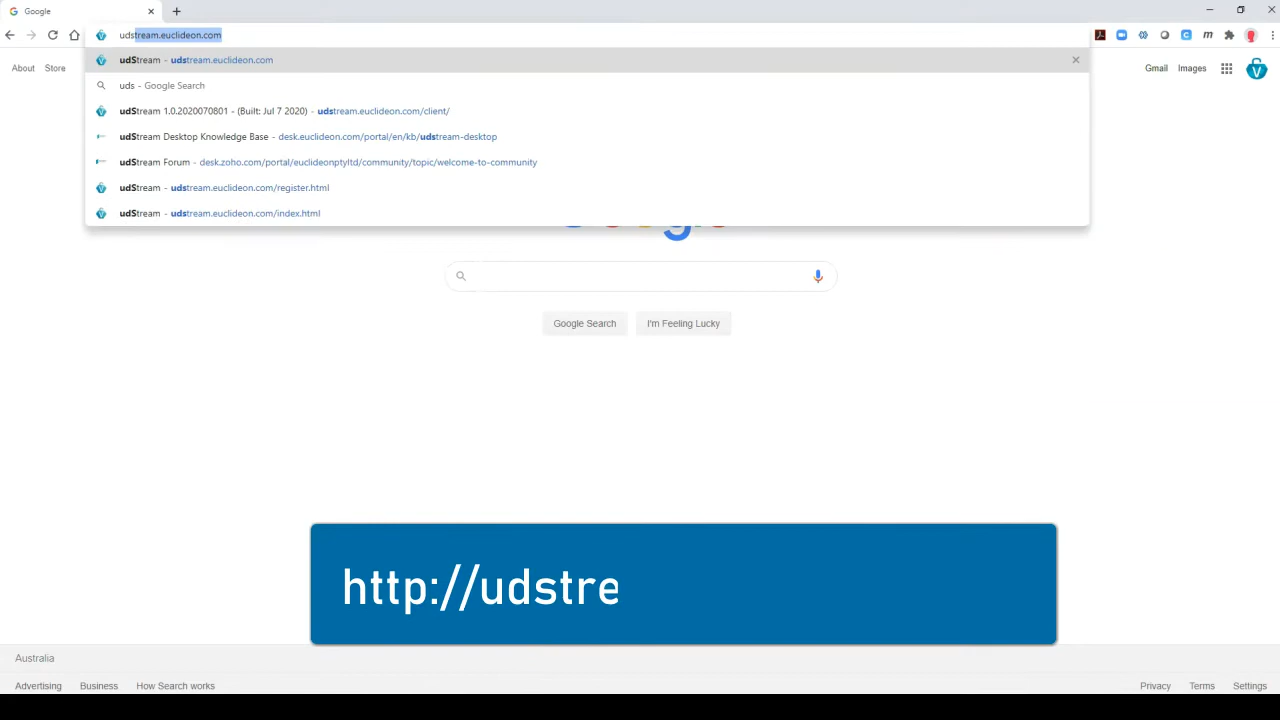 Google
udstream.euclideon.com
About Store
Gmail Images
udStream - udstream.euclideon.com
uds - Google Search
udStream 1.0.2020070801 - (Built: Jul 7 2020) - udstream.euclideon.com/client/
udStream Desktop Knowledge Base - desk.euclideon.com/portal/en/kb/udstream-desktop
udStream Forum - desk.zoho.com/portal/euclideonptyltd/community/topic/welcome-to-community
udStream - udstream.euclideon.com/register.html
udStream - udstream.euclideon.com/index.html
Google Search I'm Feeling Lucky
http://udstre
Australia
Advertising Business How Search works Privacy Terms Settings